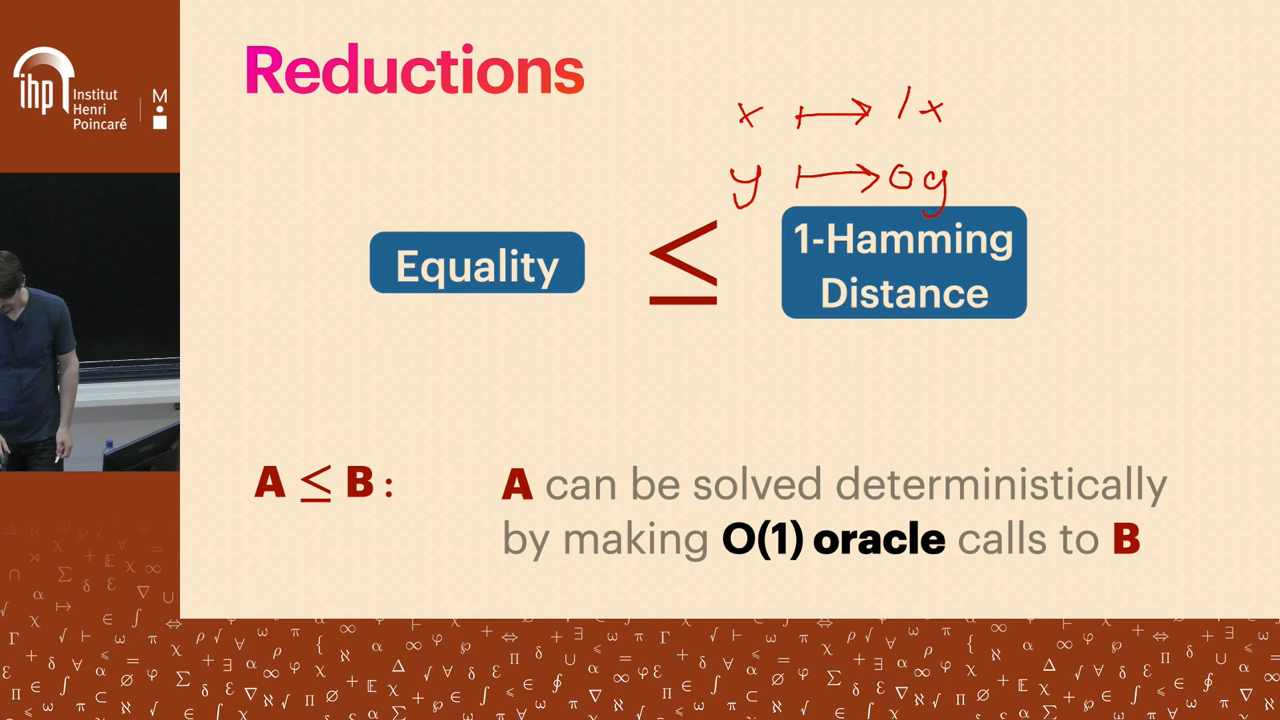 ihp
Institut
Henri
Poincaré
M
Reductions
x ↦ 1x
y ↦ 0y
Equality
≤
1-Hamming
Distance
A ≤ B :
A can be solved deterministically
by making O(1) oracle calls to B